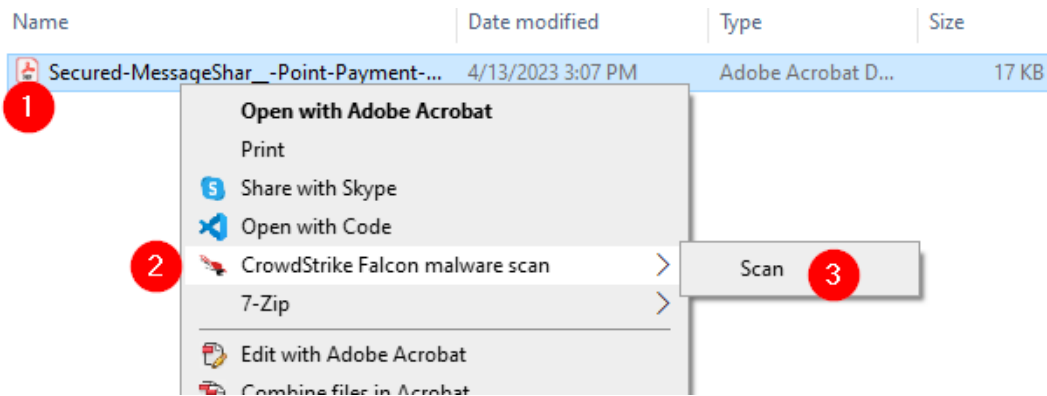 Name Date modified Type Size
Secured-MessageShar__-Point-Payment-... 4/13/2023 3:07 PM Adobe Acrobat D... 17 KB
1
Open with Adobe Acrobat
Print
Share with Skype
Open with Code
2 CrowdStrike Falcon malware scan Scan 3
7-Zip
Edit with Adobe Acrobat
Combine files in Acrobat